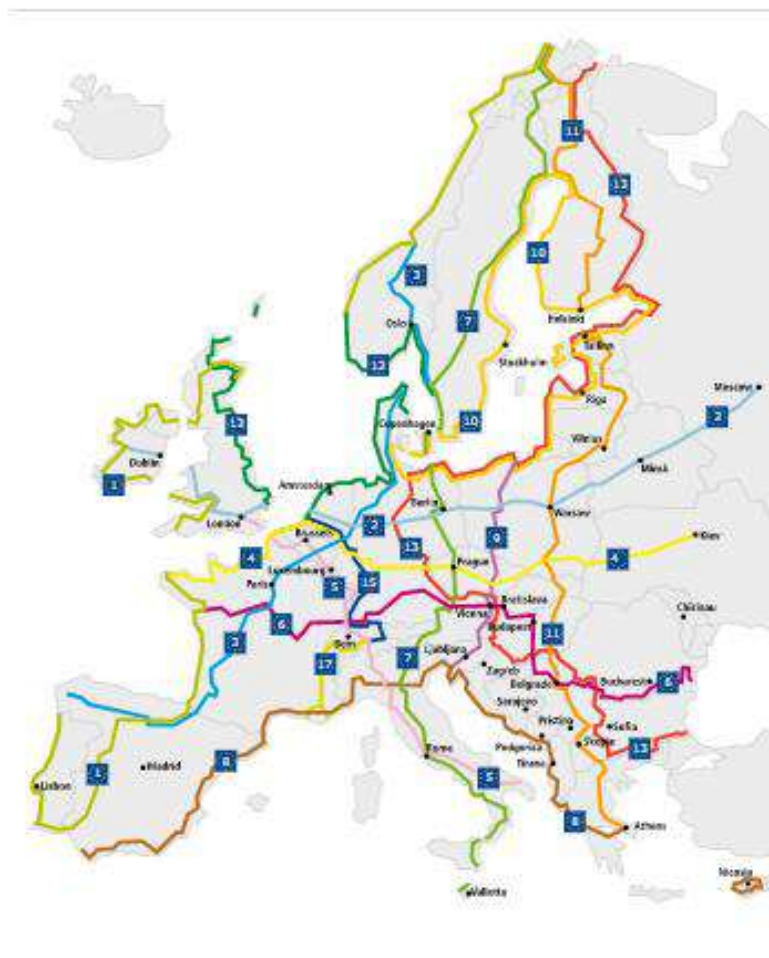 11
13
3
10
Oslo
7
Helsinki
Tallinn
12
Stockholm
Moscow
Riga
2
12
Copenhagen
10
Vilnius
Dublin
Minsk
1
Amsterdam
London
Berlin
2
Warsaw
Brussels
9
4
13
4
Kiev
Luxembourg
Prague
Paris
5
15
Bratislava
Chisinau
Vienna
6
Bern
Budapest
11
3
17
7
Ljubljana
Zagreb
Belgrade
Bucharest
6
Sarajevo
Pristina
Sofia
Rome
Podgorica
Skopje
13
Madrid
8
1
Tirana
5
Lisbon
8
Athens
Nicosia
Valletta